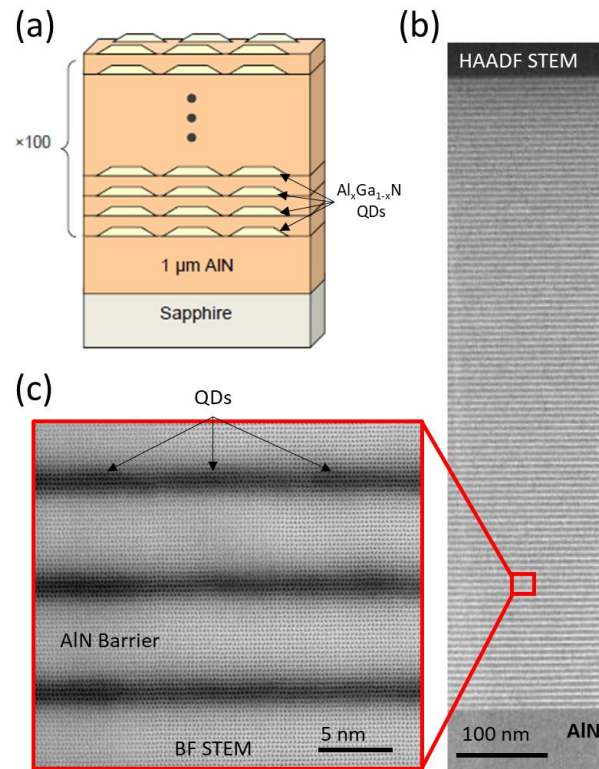 (a)
×100
AlₓGa₁₋ₓN
QDs
1 µm AlN
Sapphire
(b)
HAADF STEM
100 nm
AlN
(c)
QDs
AlN Barrier
BF STEM
5 nm